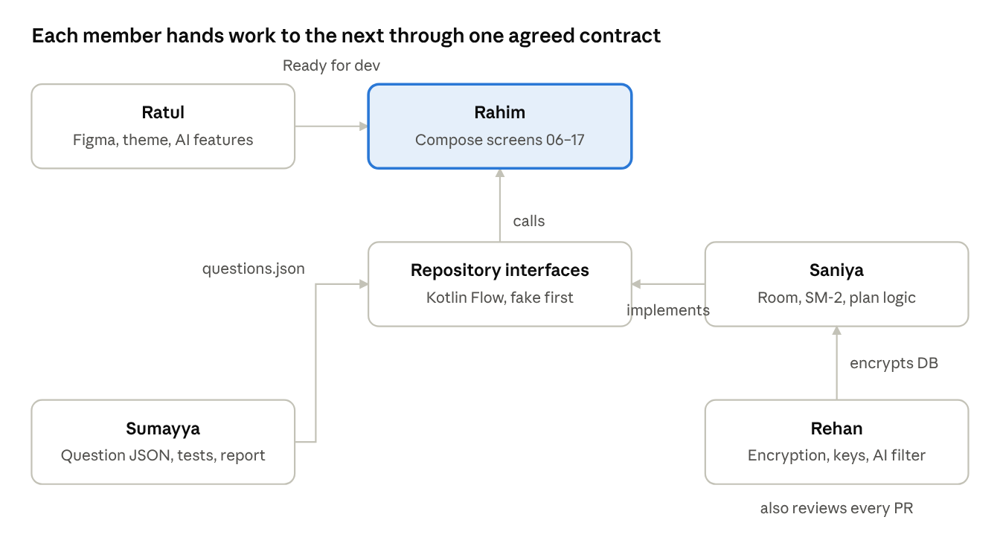 Each member hands work to the next through one agreed contract
Ready for dev
Ratul
Figma, theme, AI features
Rahim
Compose screens 06–17
calls
questions.json
Repository interfaces
Kotlin Flow, fake first
implements
Saniya
Room, SM-2, plan logic
encrypts DB
Sumayya
Question JSON, tests, report
Rehan
Encryption, keys, AI filter
also reviews every PR